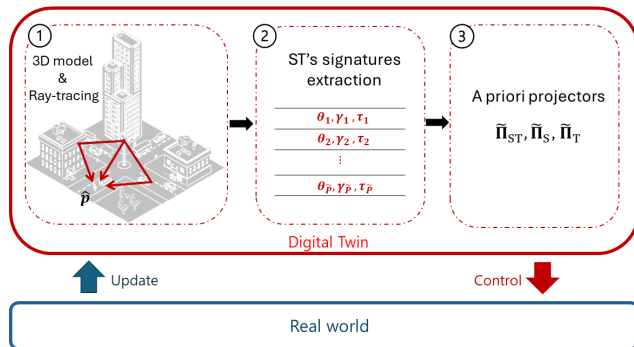 1
3D model
&
Ray-tracing
p̂
2
ST's signatures
extraction
θ₁, γ₁, τ₁
θ₂, γ₂, τ₂
⋮
θ_P̃, γ_P̃, τ_P̃
3
A priori projectors
Π̃_ST, Π̃_S, Π̃_T
Digital Twin
Update
Control
Real world